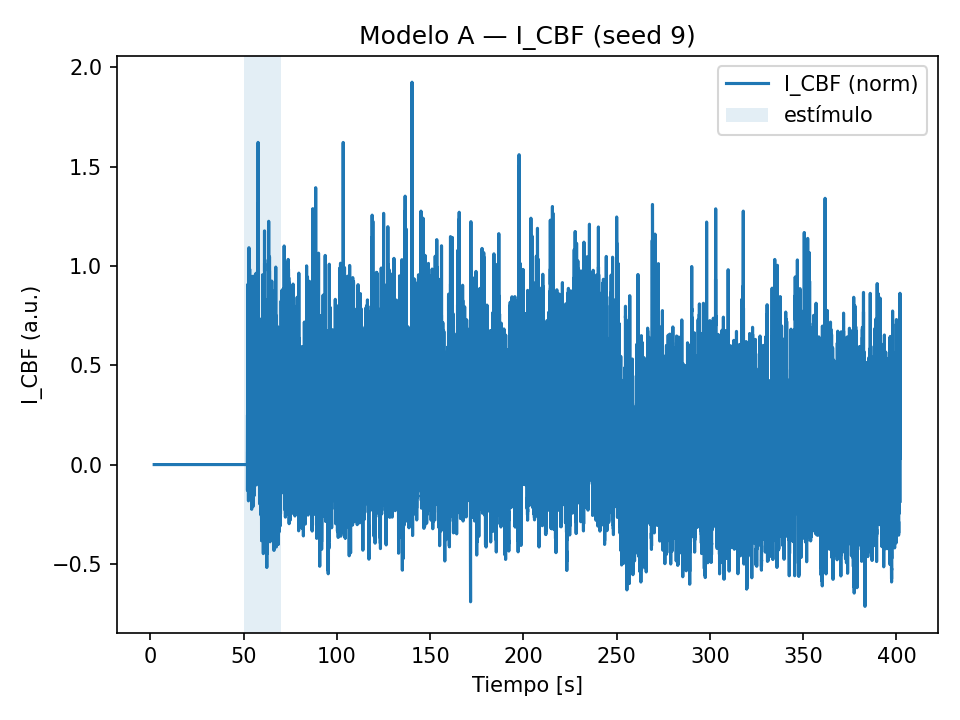 Modelo A — I_CBF (seed 9)
I_CBF (norm)
estímulo
I_CBF (a.u.)
2.0
1.5
1.0
0.5
0.0
−0.5
0 50 100 150 200 250 300 350 400
Tiempo [s]